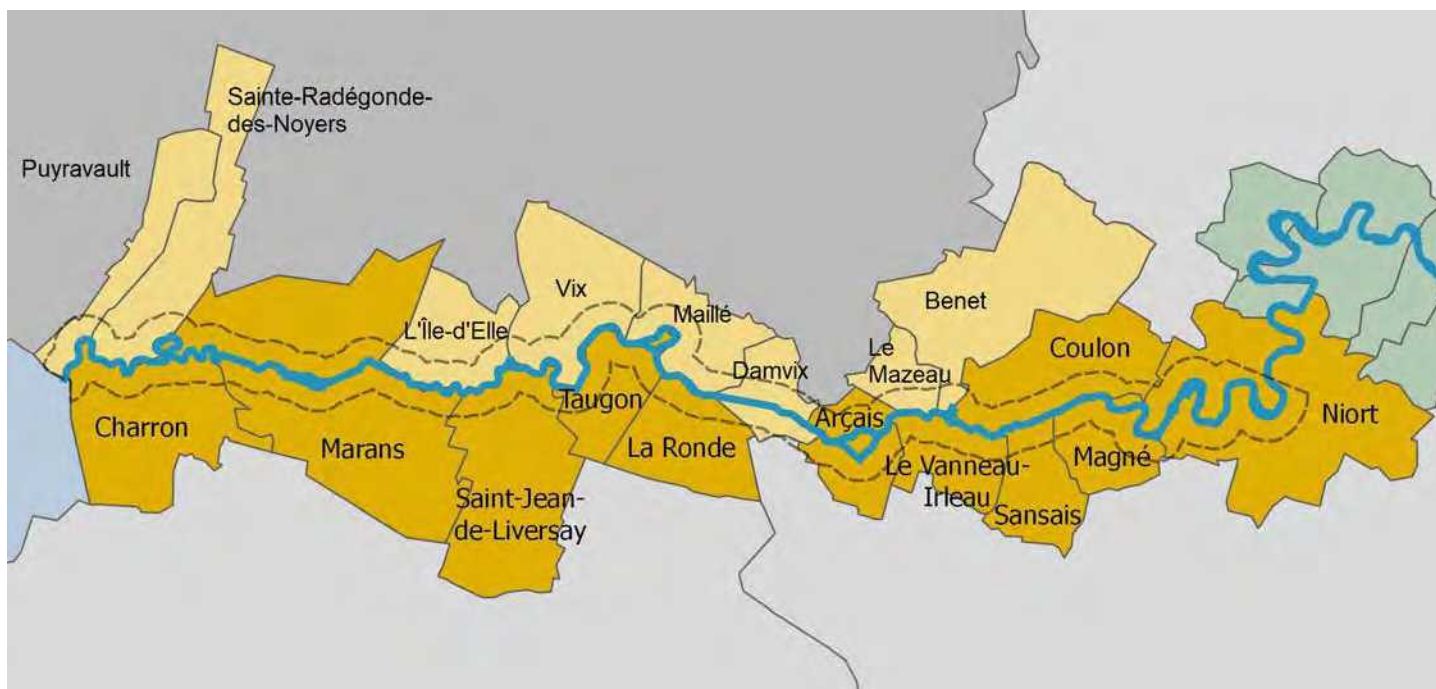 Sainte-Radégonde-
des-Noyers
Puyravault
Vix
Maillé
Benet
L'Île-d'Elle
Le
Mazeau
Coulon
Damvix
Taugon
Arçais
Charron
Niort
Marans
La Ronde
Magné
Le Vanneau-
Irleau
Saint-Jean-
de-Liversay
Sansais